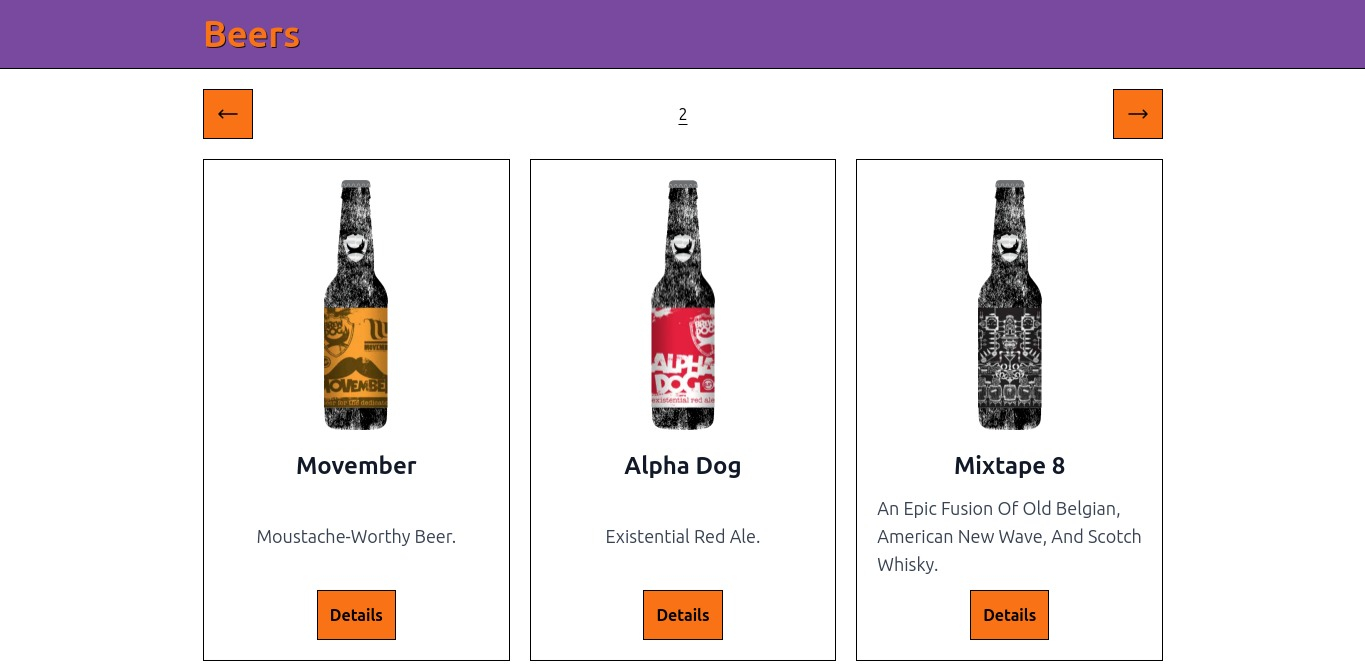 Beers
← 2 →
MOVEMBER
ALPHA
DOG
existential red ale
Movember
Alpha Dog
Mixtape 8
Moustache-Worthy Beer.
Existential Red Ale.
An Epic Fusion Of Old Belgian,
American New Wave, And Scotch
Whisky.
Details
Details
Details